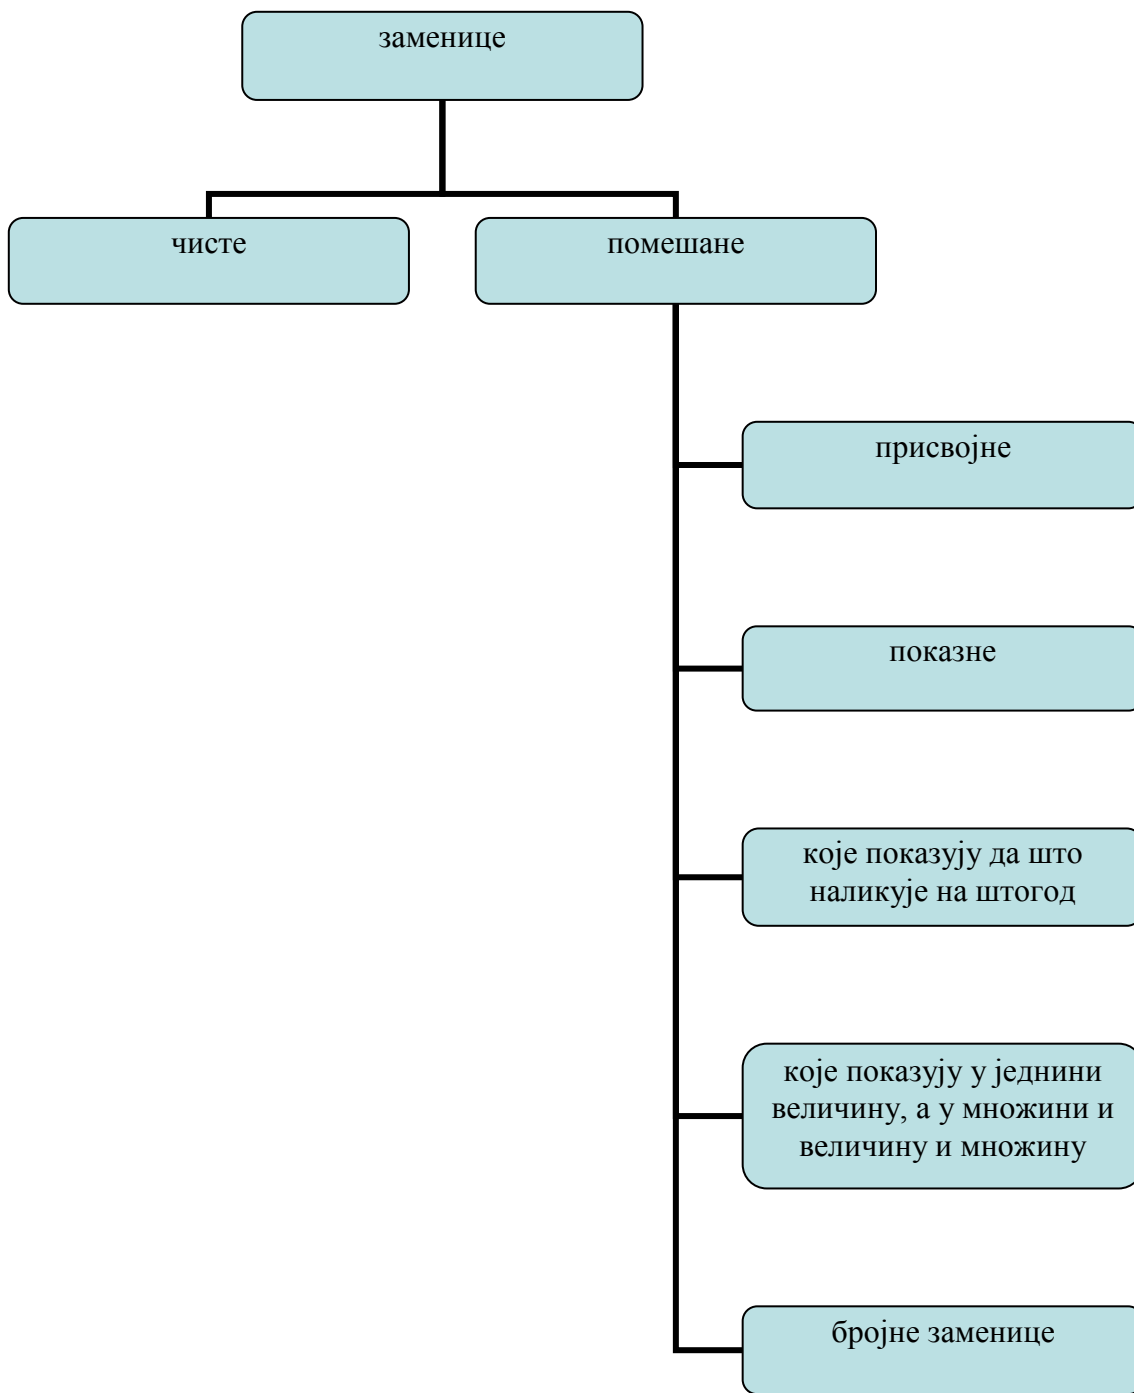 заменице
чисте
помешане
присвојне
показне
које показују да што
наликује на штогод
које показују у једнини
величину, а у множини и
величину и множину
бројне заменице